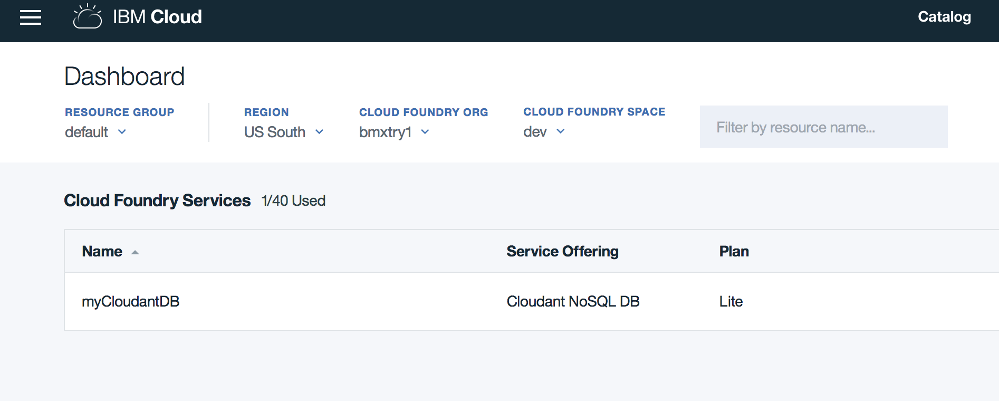 IBM Cloud
Catalog
Dashboard
RESOURCE GROUP
default
REGION
US South
CLOUD FOUNDRY ORG
bmxtry1
CLOUD FOUNDRY SPACE
dev
Filter by resource name...
Cloud Foundry Services 1/40 Used
Name Service Offering Plan
myCloudantDB Cloudant NoSQL DB Lite